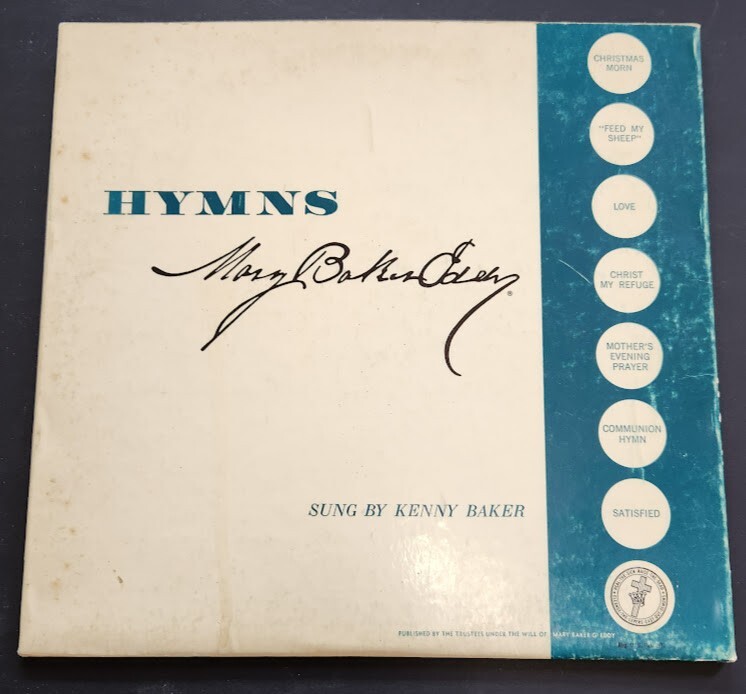 HYMNS
Mary Baker Eddy®
SUNG BY KENNY BAKER
PUBLISHED BY THE TRUSTEES UNDER THE WILL OF MARY BAKER G. EDDY
CHRISTMAS
MORN
"FEED MY
SHEEP"
LOVE
CHRIST
MY REFUGE
MOTHER'S
EVENING
PRAYER
COMMUNION
HYMN
SATISFIED